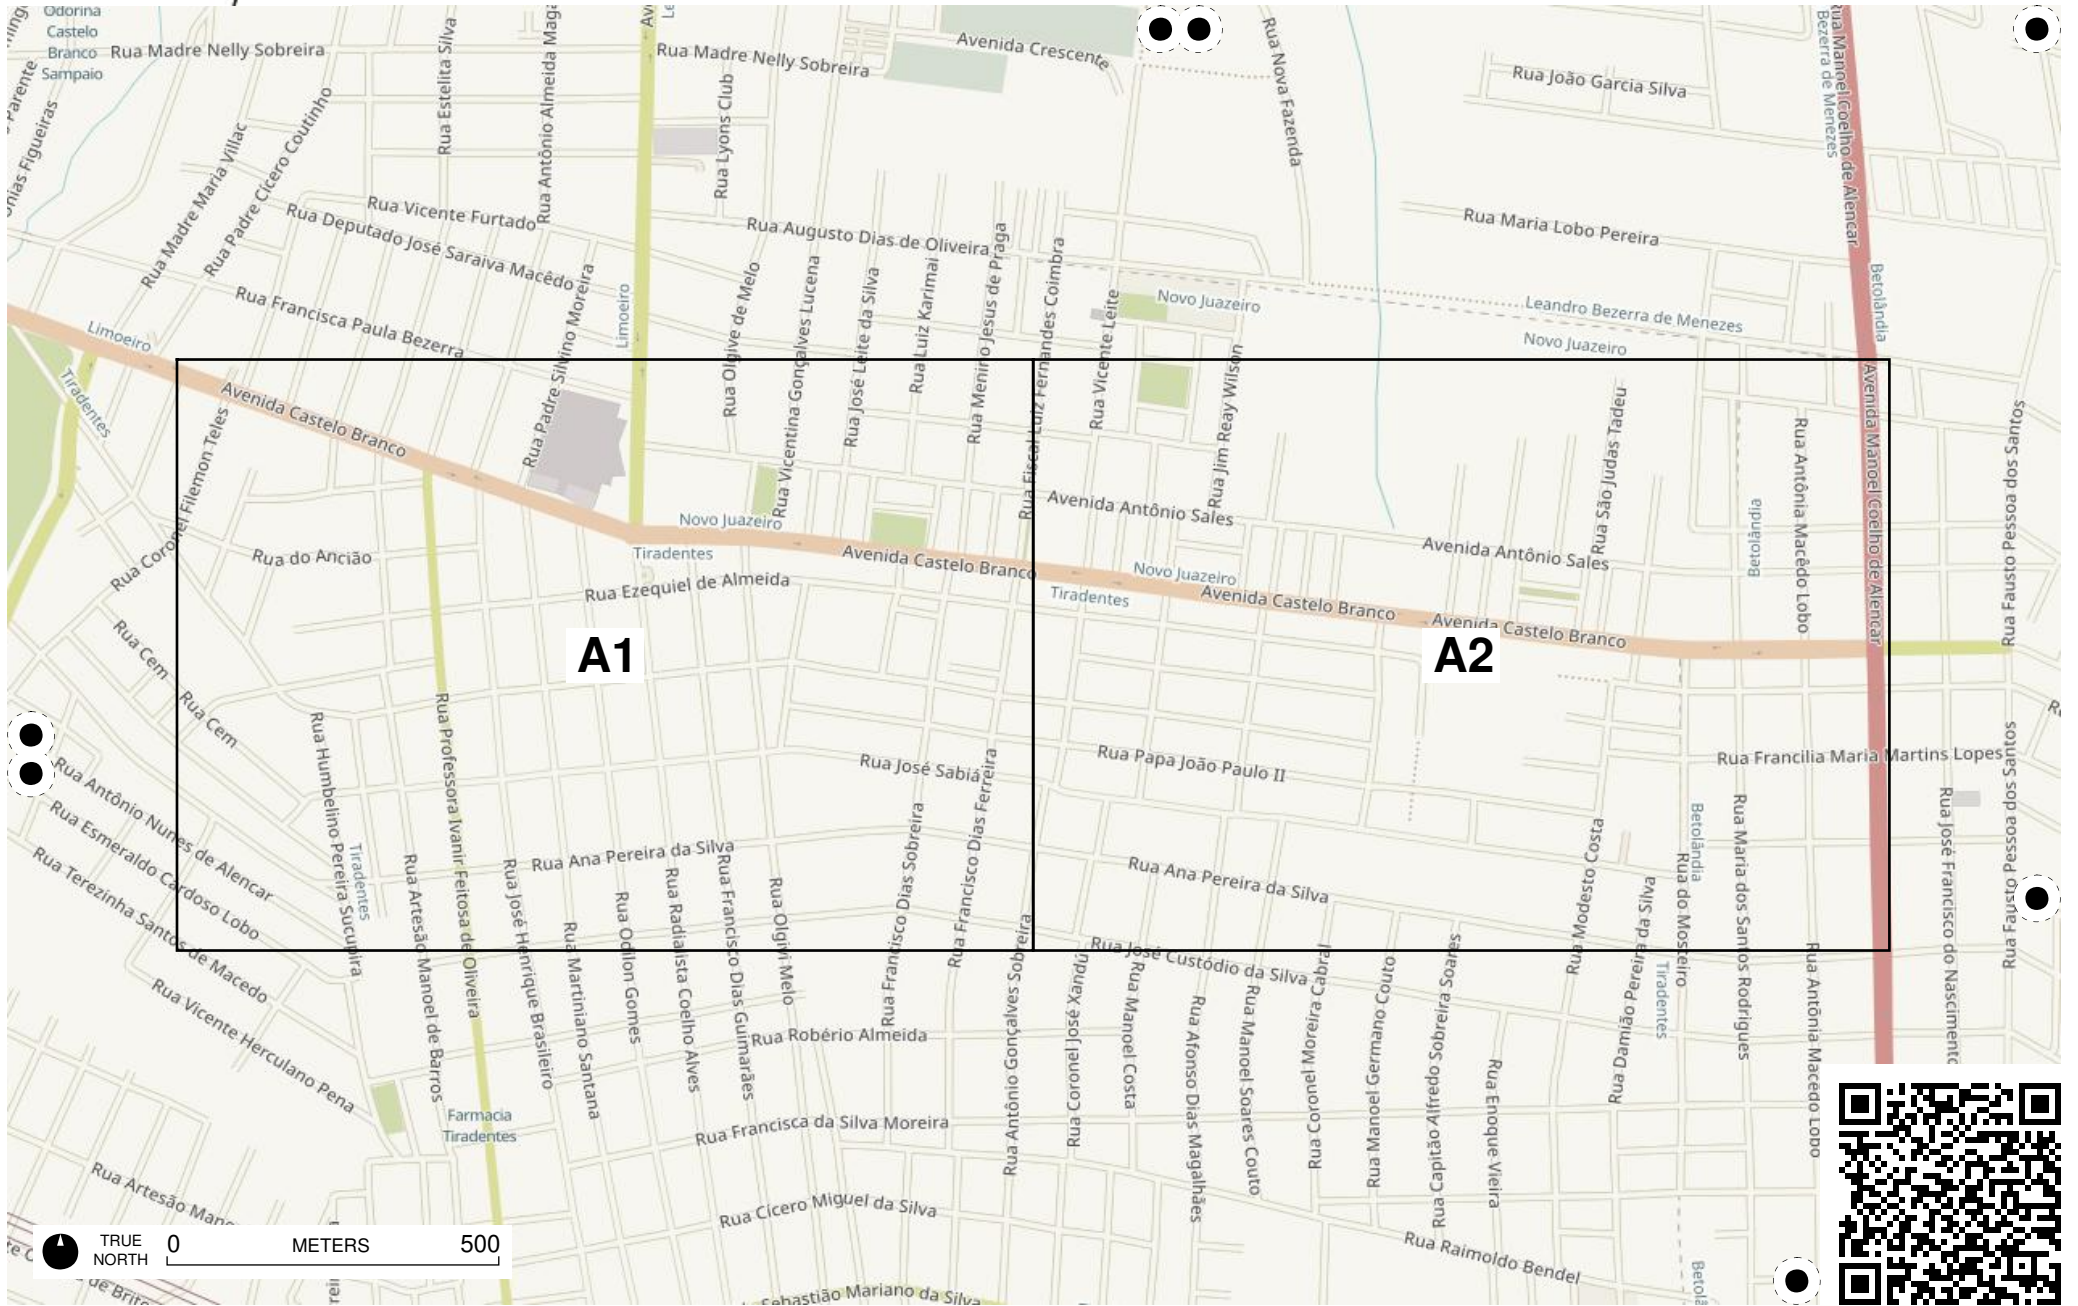 Odorina
Castelo
Branco
Sampaio
Rua Madre Nelly Sobreira
Rua Estelita Silva
Rua Antônio Almeida Maga
Rua Madre Nelly Sobreira
Avenida Crescente
Rua Nova Fazenda
Rua João Garcia Silva
Rua Manoel Coelho de Alencar
Bezerra de Menezes
Parente
nias Figueiras
Rua Madre Maria Villac
Rua Padre Cícero Coutinho
Rua Lyons Club
Rua Vicente Furtado
Rua Deputado José Saraiva Macêdo
Rua Augusto Dias de Oliveira
Rua Maria Lobo Pereira
Rua Francisca Paula Bezerra
Limoeiro
Limoeiro
Rua Padre Silvino Moreira
Rua Olgive de Melo
Rua Vicentina Gonçalves Lucena
Rua José Leite da Silva
Rua Luiz Karimai
Rua Meniro Jesus de Praga
Rua Fiscal Luiz Fernandes Coimbra
Rua Vicente Leite
Novo Juazeiro
Rua Jim Reay Wilson
Leandro Bezerra de Menezes
Novo Juazeiro
Betolândia
Tiradentes
Avenida Castelo Branco
Rua Coronel Filemon Teles
Rua São Judas Tadeu
Rua Antônia Macêdo Lobo
Avenida Manoel Coelho de Alencar
Rua Fausto Pessoa dos Santos
Avenida Antônio Sales
Avenida Antônio Sales
Betolândia
Novo Juazeiro
Tiradentes
Rua do Ancião
Avenida Castelo Branco
Rua Ezequiel de Almeida
Novo Juazeiro
Tiradentes
Avenida Castelo Branco
Avenida Castelo Branco
A1
A2
Rua Cem
Rua Cem
Rua Humbelino Pereira Sucupira
Rua Professora Ivanir Feitosa de Oliveira
Rua José Sabiá
Rua Papa João Paulo II
Rua Francilia Maria Martins Lopes
Rua Fausto Pessoa dos Santos
Rua Antônio Nunes de Alencar
Rua Esmeraldo Cardoso Lobo
Rua Terezinha Santos de Macedo
Tiradentes
Rua Artesão Manoel de Barros
Rua José Henrique Brasileiro
Rua Ana Pereira da Silva
Rua Martiniano Santana
Rua Odilon Gomes
Rua Radialista Coelho Alves
Rua Francisco Dias Guimarães
Rua Olgivi Melo
Rua Francisco Dias Sobreira
Rua Francisco Dias Ferreira
Rua Antônio Gonçalves Sobreira
Rua Ana Pereira da Silva
Rua Modesto Costa
Rua Damião Pereira da Silva
Betolândia
Rua do Mosteiro
Rua Maria dos Santos Rodrigues
Rua José Francisco do Nascimento
Rua José Custódio da Silva
Rua Coronel José Xandú
Rua Manoel Costa
Rua Afonso Dias Magalhães
Rua Manoel Soares Couto
Rua Coronel Moreira Cabral
Rua Manoel Germano Couto
Rua Capitão Alfredo Sobreira Soares
Rua Enoque Vieira
Tiradentes
Rua Antônia Macedo Lobo
Rua Vicente Herculano Pena
Rua Robério Almeida
Farmacia
Tiradentes
Rua Francisca da Silva Moreira
Rua Artesão Mano
Rua Cícero Miguel da Silva
Rua Raimoldo Bendel
Betolâ
Sebastião Mariano da Silva
de Brito
TRUE
NORTH
0 METERS 500